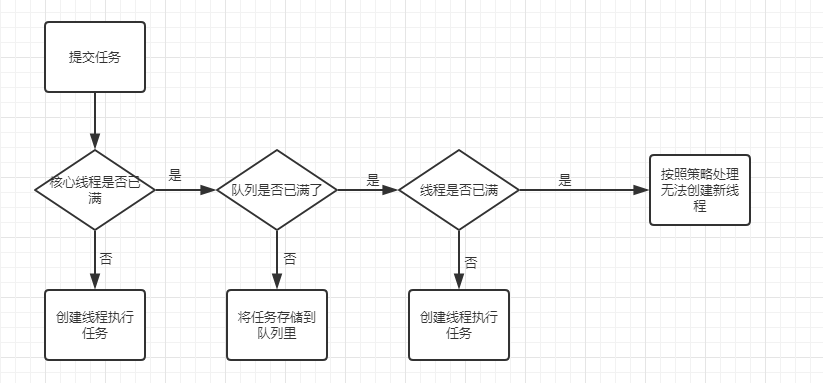 提交任务
核心线程是否已
满
是
队列是否已满了
是
线程是否已满
是
按照策略处理
无法创建新线
程
否
否
否
创建线程执行
任务
将任务存储到
队列里
创建线程执行
任务